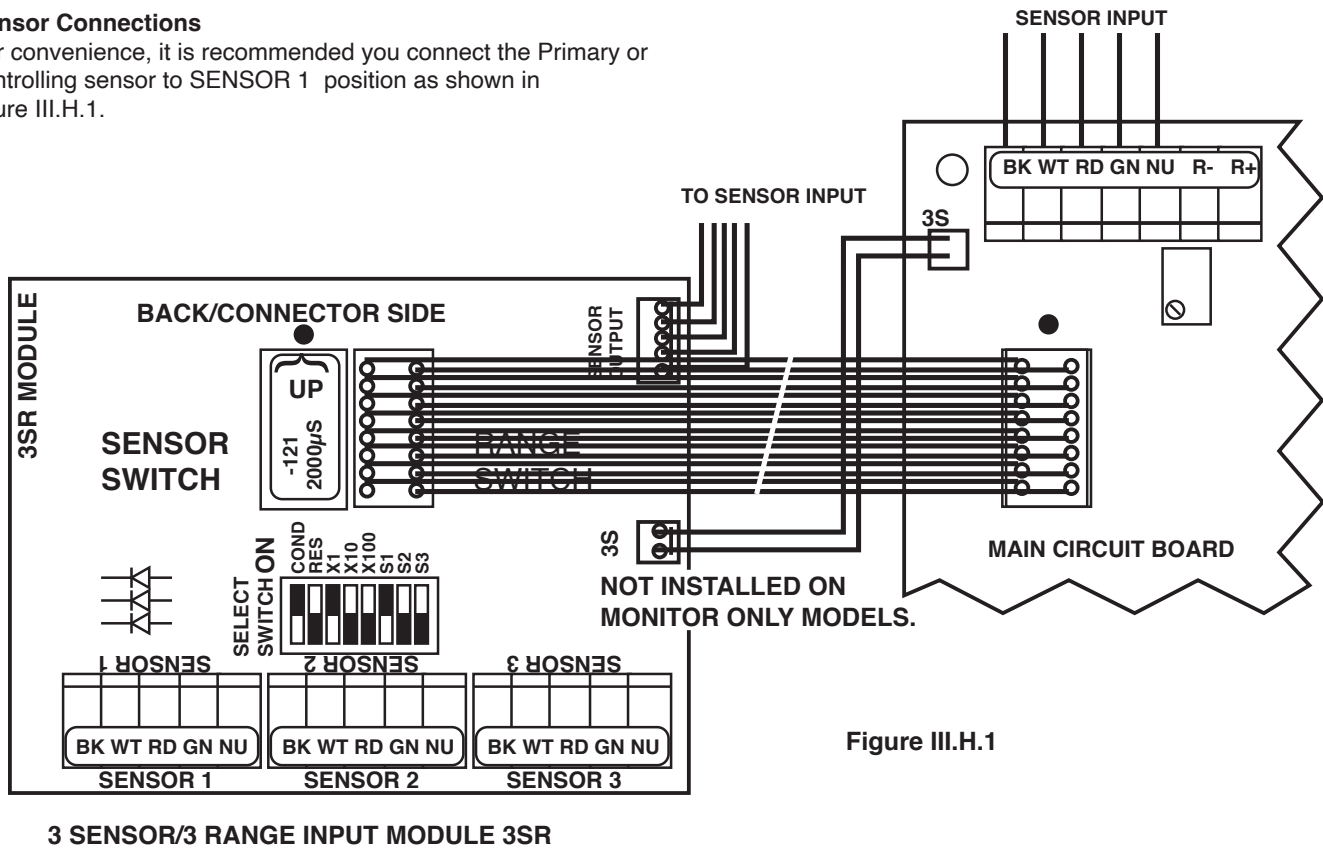 nsor Connections
r convenience, it is recommended you connect the Primary or
ntrolling sensor to SENSOR 1 position as shown in
ure III.H.1.
SENSOR INPUT
BK WT RD GN NU R- R+
3S
TO SENSOR INPUT
3SR MODULE
BACK/CONNECTOR SIDE
SENSOR
OUTPUT
UP
-121
2000µS
SENSOR
SWITCH
RANGE
SWITCH
3S
MAIN CIRCUIT BOARD
NOT INSTALLED ON
MONITOR ONLY MODELS.
SELECT
SWITCH ON
COND
RES
X1
X10
X100
S1
S2
S3
SENSOR 1
SENSOR 2
SENSOR 3
BK WT RD GN NU
BK WT RD GN NU
BK WT RD GN NU
SENSOR 1
SENSOR 2
SENSOR 3
Figure III.H.1
3 SENSOR/3 RANGE INPUT MODULE 3SR